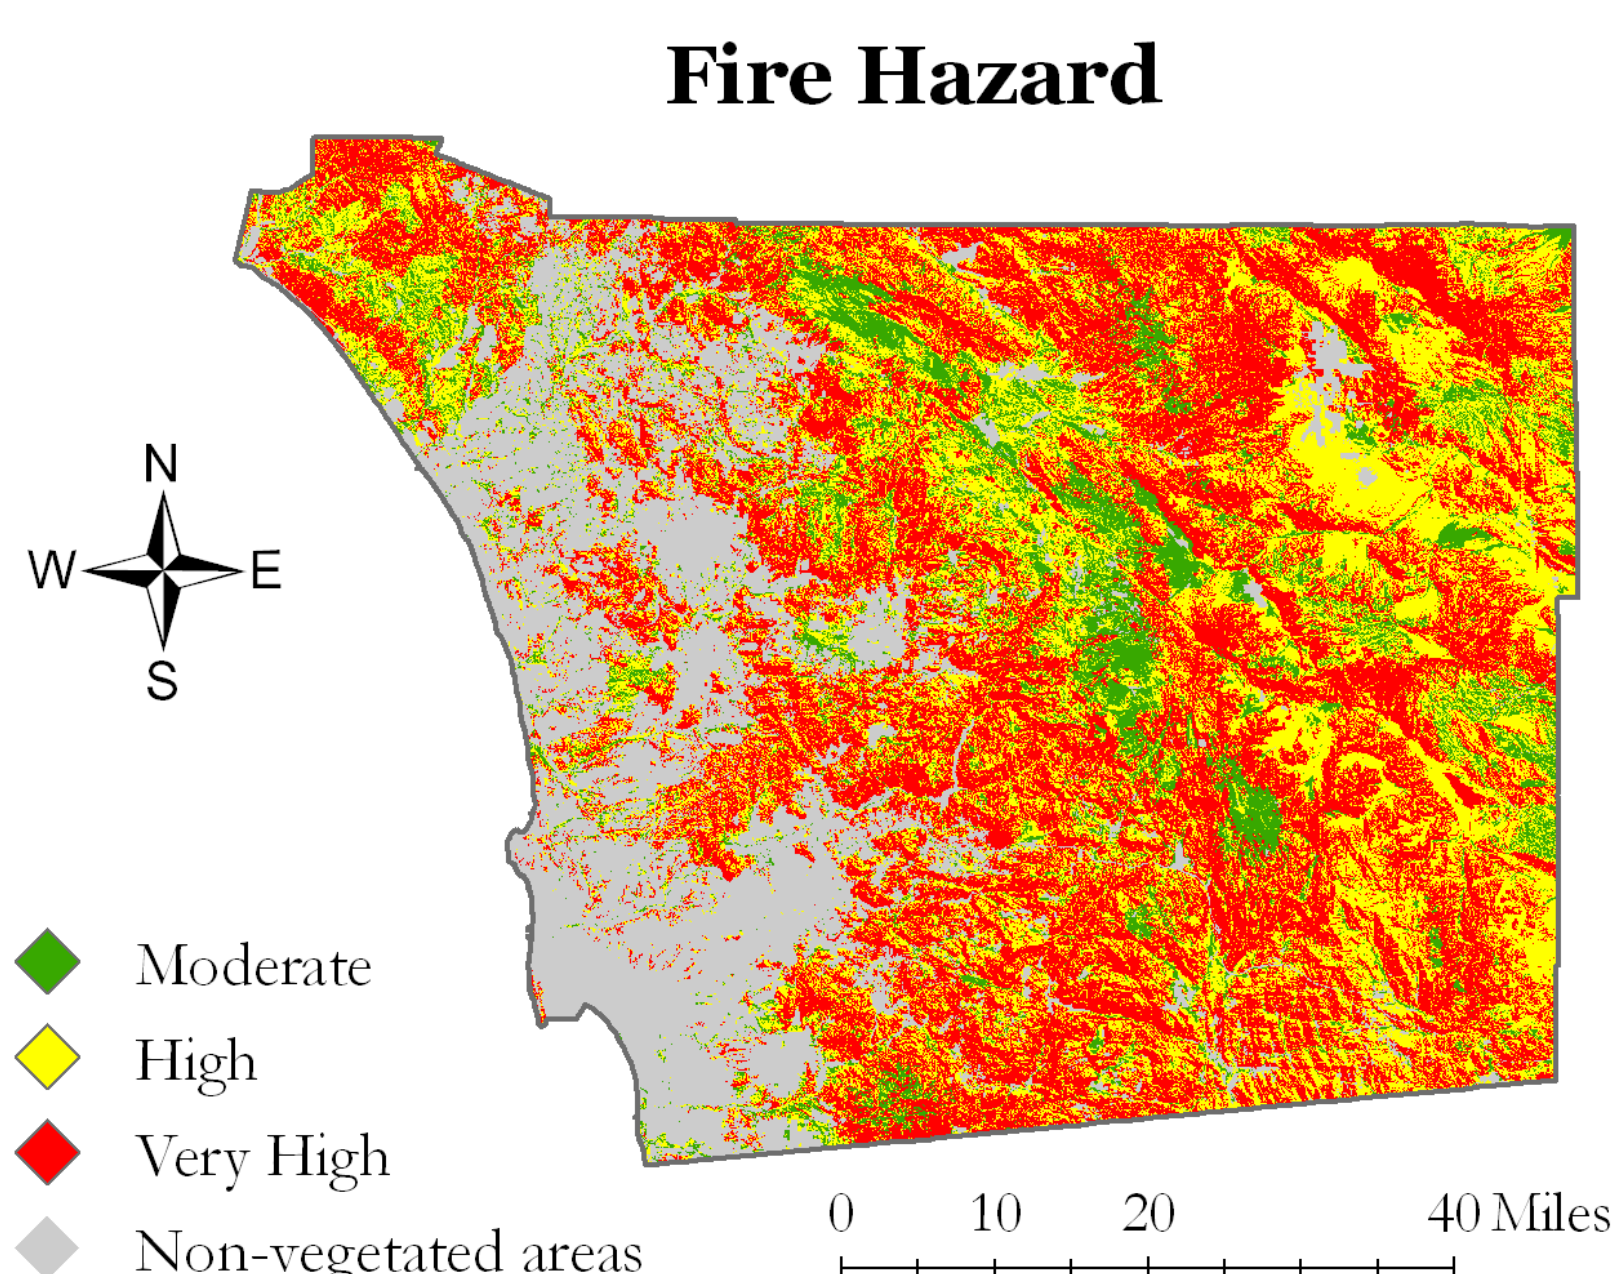 Fire Hazard
N
W E
S
Moderate
High
Very High
Non-vegetated areas
0 10 20 40 Miles